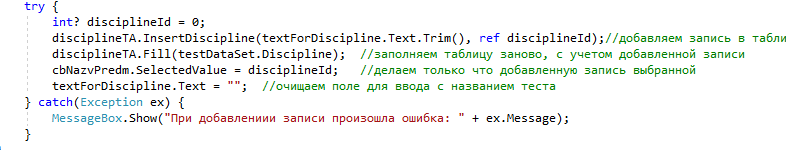 try {
int? disciplineId = 0;
disciplineTA.InsertDiscipline(textForDiscipline.Text.Trim(), ref disciplineId);//добавляем запись в табли
disciplineTA.Fill(testDataSet.Discipline);  //заполняем таблицу заново, с учетом добавленной записи
cbNazvPredm.SelectedValue = disciplineId;   //делаем только что добавленную запись выбранной
textForDiscipline.Text = "";  //очищаем поле для ввода с названием теста
} catch(Exception ex) {
MessageBox.Show("При добавлениии записи произошла ошибка: " + ex.Message);
}